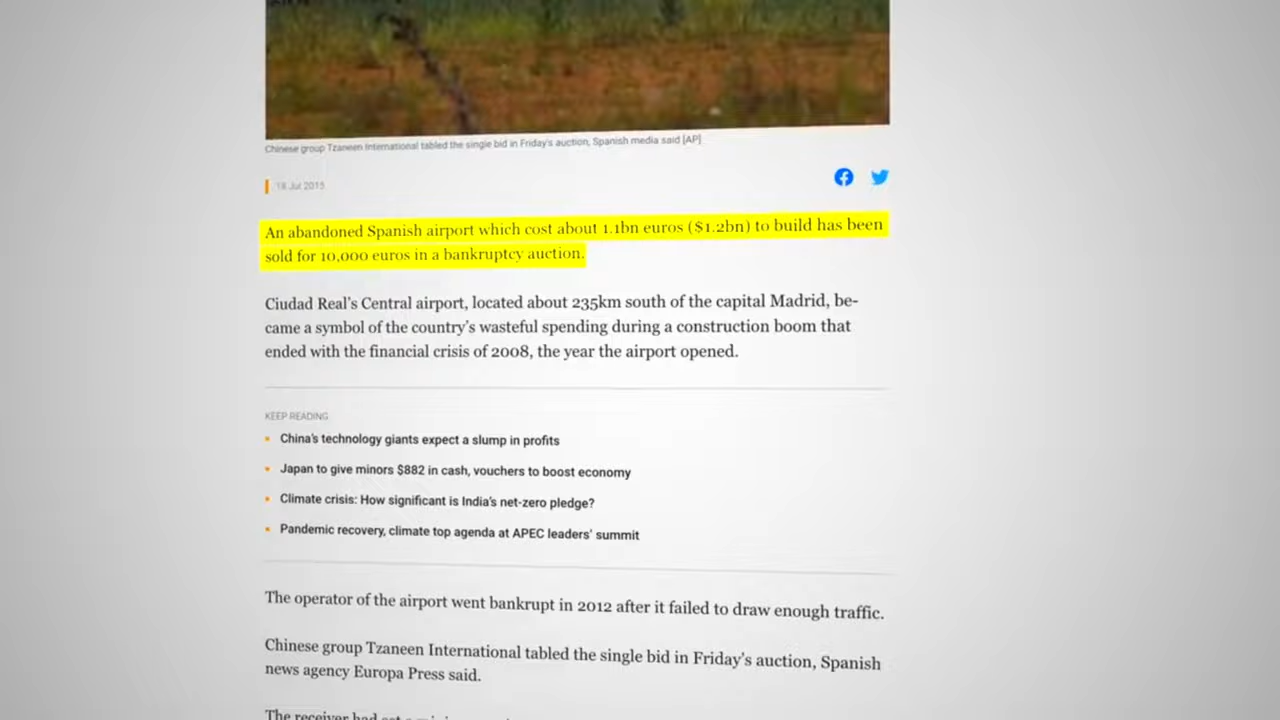 Chinese group Tzaneen International tabled the single bid in Friday's auction, Spanish media said [AP]
18 Jul 2015
An abandoned Spanish airport which cost about 1.1bn euros ($1.2bn) to build has been
sold for 10,000 euros in a bankruptcy auction.
Ciudad Real's Central airport, located about 235km south of the capital Madrid, be-
came a symbol of the country's wasteful spending during a construction boom that
ended with the financial crisis of 2008, the year the airport opened.
KEEP READING
China's technology giants expect a slump in profits
Japan to give minors $882 in cash, vouchers to boost economy
Climate crisis: How significant is India's net-zero pledge?
Pandemic recovery, climate top agenda at APEC leaders' summit
The operator of the airport went bankrupt in 2012 after it failed to draw enough traffic.
Chinese group Tzaneen International tabled the single bid in Friday's auction, Spanish
news agency Europa Press said.
The receiver had set a